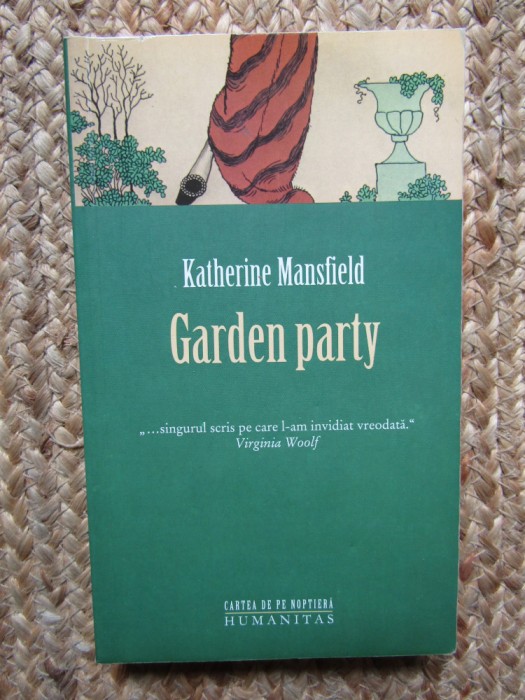 Katherine Mansfield
Garden party
„...singurul scris pe care l-am invidiat vreodată.“
Virginia Woolf
CARTEA DE PE NOPTIERĂ
HUMANITAS